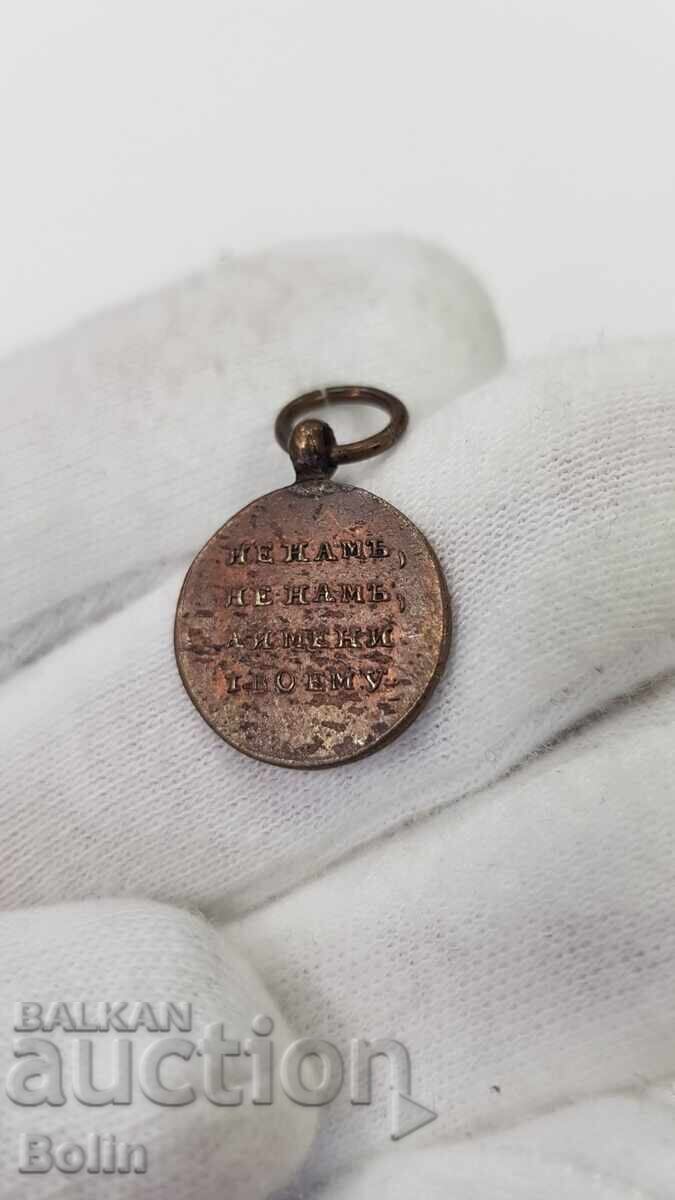 НЕ НАМЪ,
НЕ НАМЪ,
А ИМЕНИ
ТВОЕМУ.
BALKAN
auction
Bolin